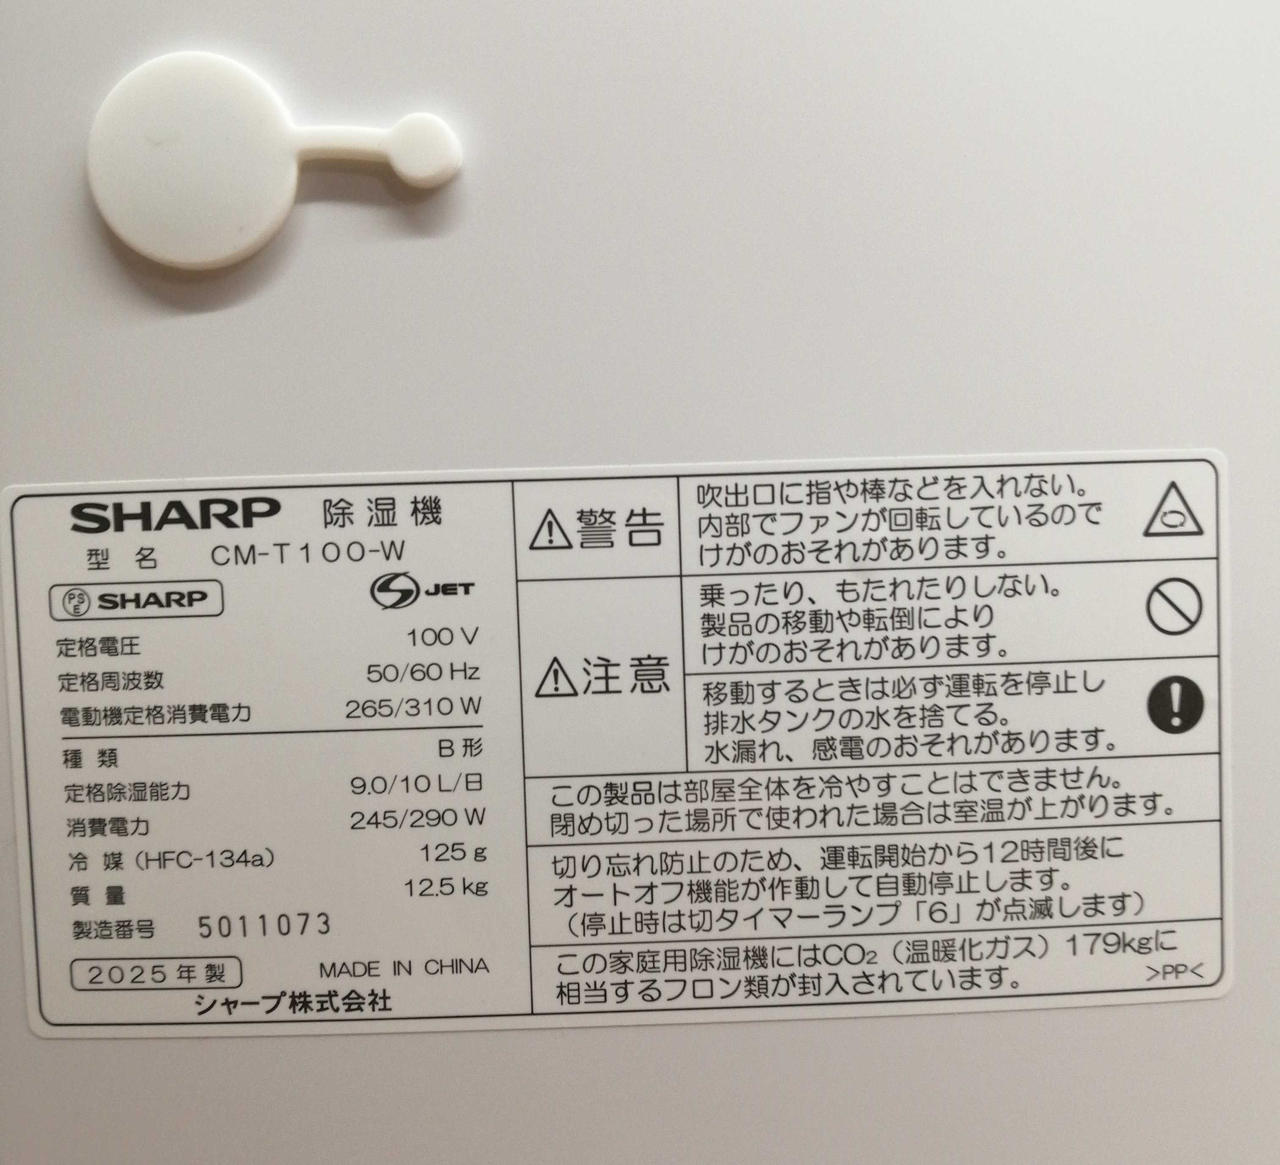 SHARP 除湿機
型名 CM-T100-W
PS E SHARP
S JET
定格電圧 100 V
定格周波数 50/60 Hz
電動機定格消費電力 265/310 W
種類 B形
定格除湿能力 9.0/10 L/日
消費電力 245/290 W
冷媒（HFC-134a） 125 g
質量 12.5 kg
製造番号 5011073
2025年製 MADE IN CHINA
シャープ株式会社
警告
吹出口に指や棒などを入れない。
内部でファンが回転しているので
けがのおそれがあります。
注意
乗ったり、もたれたりしない。
製品の移動や転倒により
けがのおそれがあります。
移動するときは必ず運転を停止し
排水タンクの水を捨てる。
水漏れ、感電のおそれがあります。
この製品は部屋全体を冷やすことはできません。
閉め切った場所で使われた場合は室温が上がります。
切り忘れ防止のため、運転開始から12時間後に
オートオフ機能が作動して自動停止します。
（停止時は切タイマーランプ「6」が点滅します）
この家庭用除湿機にはCO₂（温暖化ガス）179kgに
相当するフロン類が封入されています。
>PP<